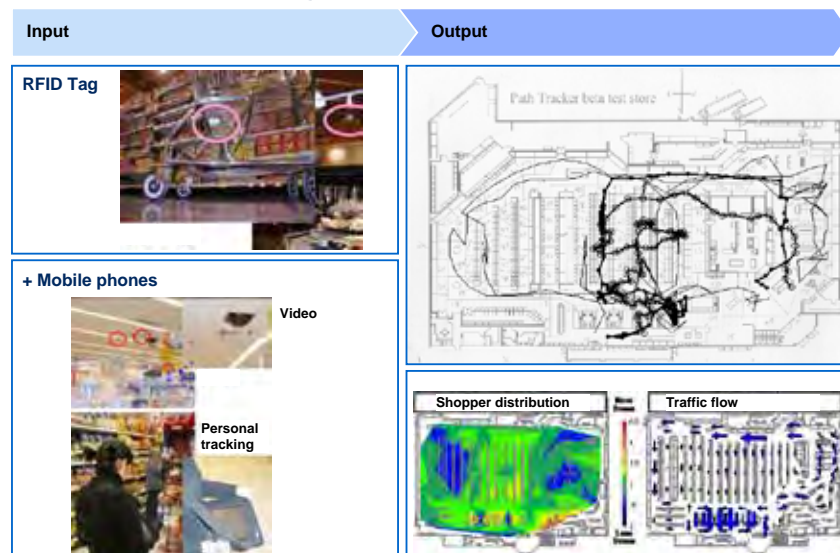 Input
Output
RFID Tag
Path Tracker beta test store
+ Mobile phones
Video
Personal
tracking
Shopper distribution
Traffic flow